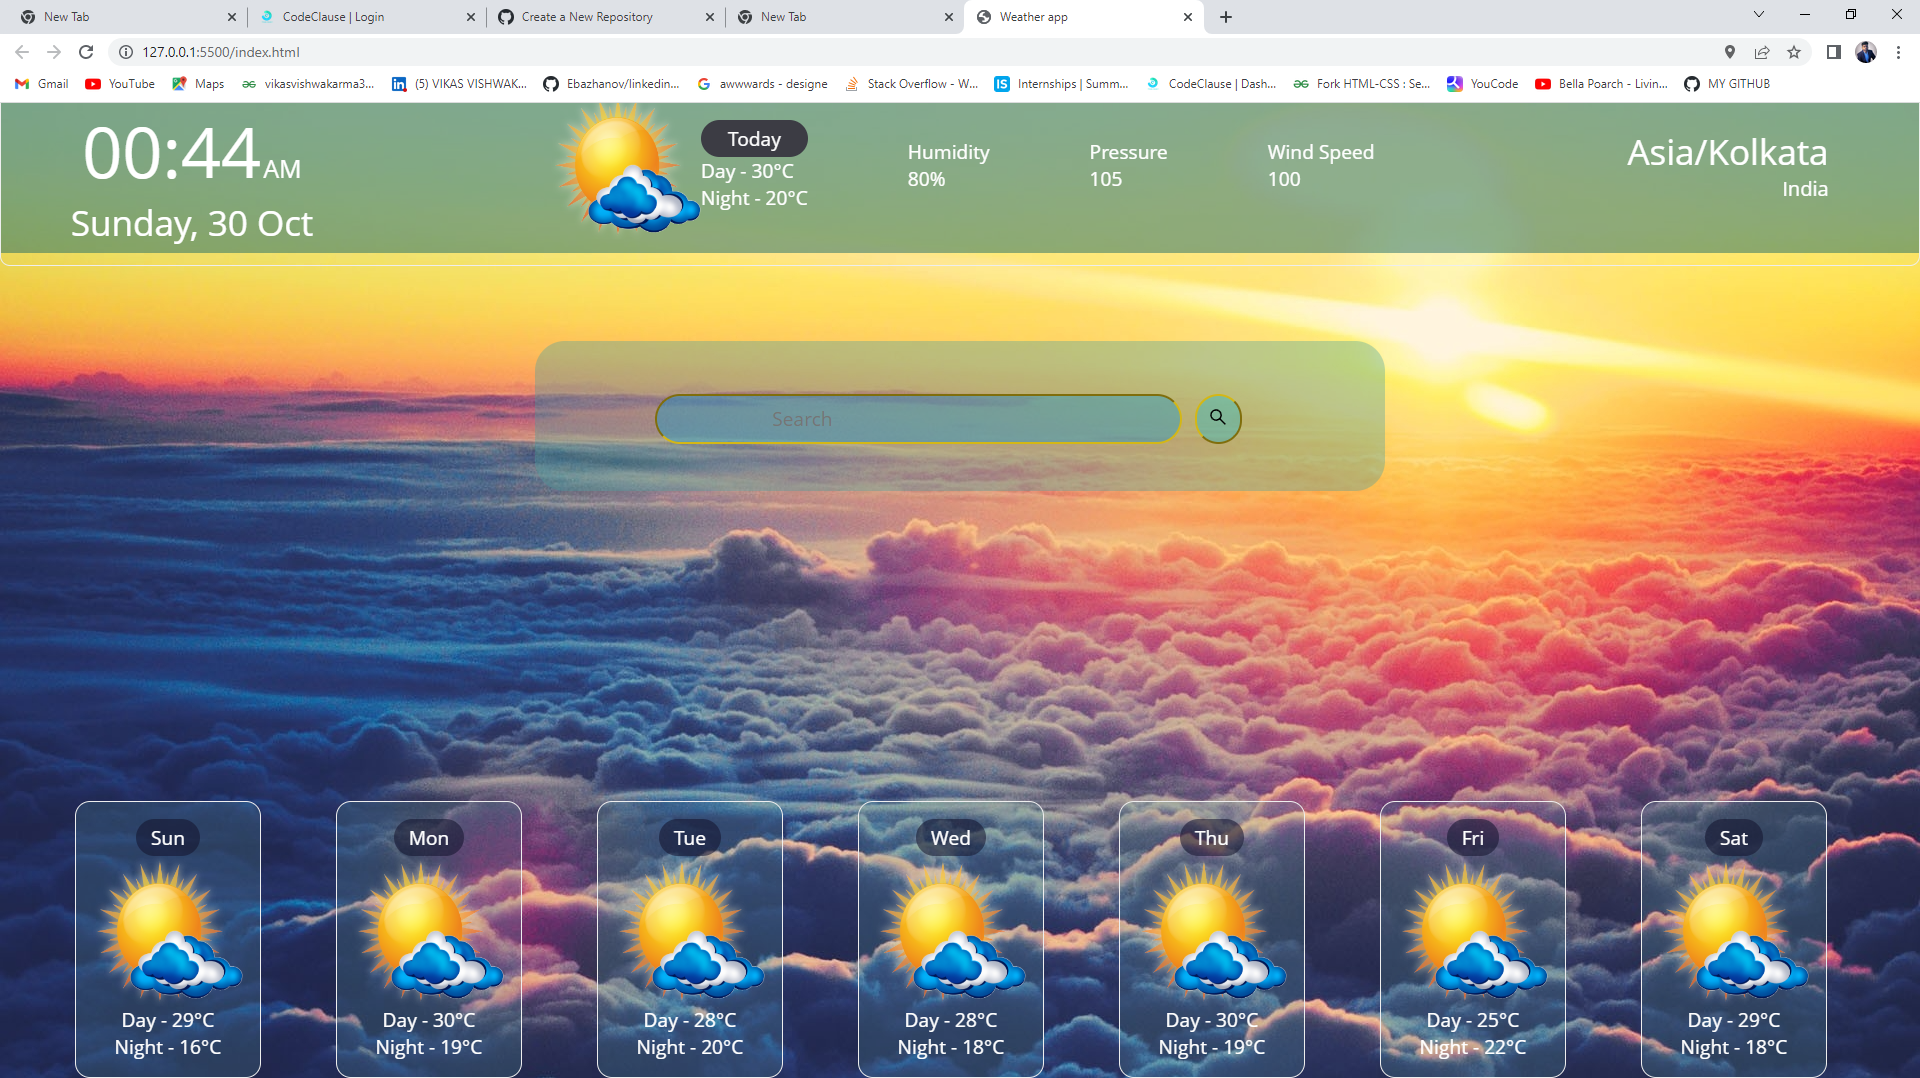 New Tab
CodeClause | Login
Create a New Repository
New Tab
Weather app
127.0.0.1:5500/index.html
Gmail
YouTube
Maps
vikasvishwakarma3...
(5) VIKAS VISHWAK...
Ebazhanov/linkedin...
awwwards - designe
Stack Overflow - W...
IS
Internships | Summ...
CodeClause | Dash...
Fork HTML-CSS : Se...
YouCode
Bella Poarch - Livin...
MY GITHUB
00:44 AM
Sunday, 30 Oct
Today
Day - 30°C
Night - 20°C
Humidity
80%
Pressure
105
Wind Speed
100
Asia/Kolkata
India
Search
Sun
Day - 29°C
Night - 16°C
Mon
Day - 30°C
Night - 19°C
Tue
Day - 28°C
Night - 20°C
Wed
Day - 28°C
Night - 18°C
Thu
Day - 30°C
Night - 19°C
Fri
Day - 25°C
Night - 22°C
Sat
Day - 29°C
Night - 18°C